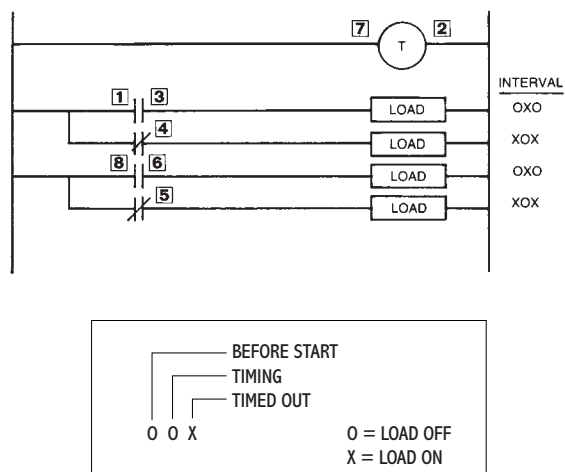 7 T 2
INTERVAL
1 3 LOAD OXO
4 LOAD XOX
8 6 LOAD OXO
5 LOAD XOX
BEFORE START
TIMING
TIMED OUT
O O X O = LOAD OFF
X = LOAD ON